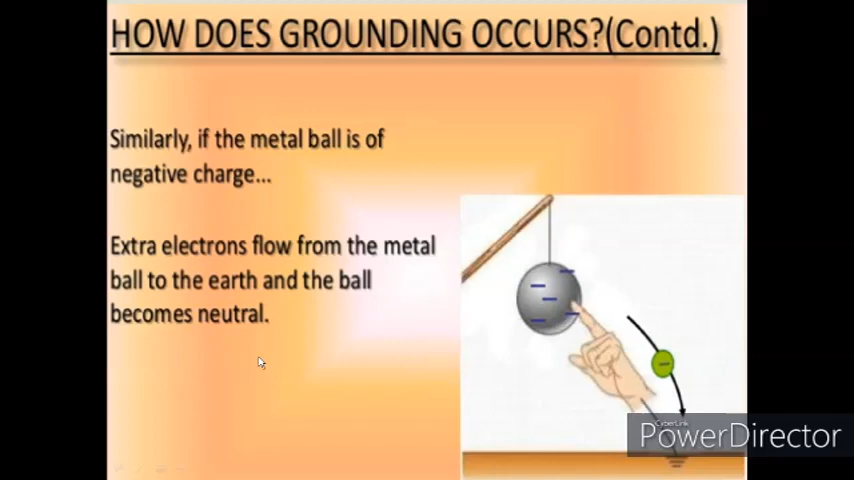 HOW DOES GROUNDING OCCURS?(Contd.)
Similarly, if the metal ball is of
negative charge...
Extra electrons flow from the metal
ball to the earth and the ball
becomes neutral.
CyberLink
PowerDirector